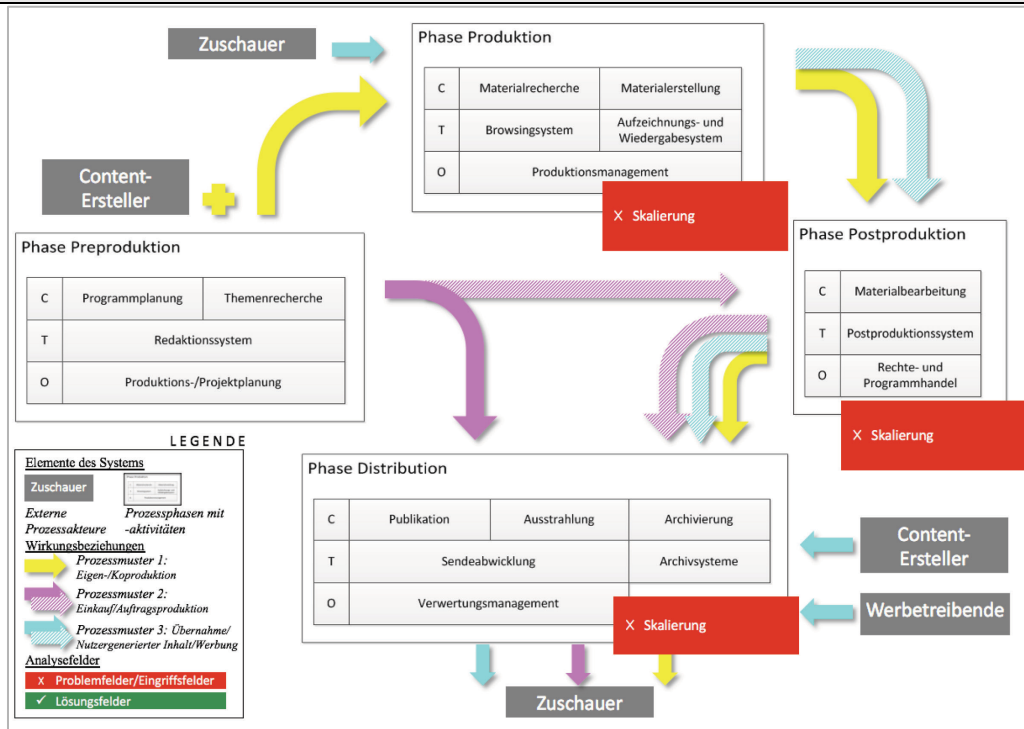 Zuschauer
Phase Produktion
C
Materialrecherche
Materialerstellung
T
Browsingsystem
Aufzeichnungs- und
Wiedergabesystem
O
Produktionsmanagement
X Skalierung
Content-
Ersteller
Phase Preproduktion
C
Programmplanung
Themenrecherche
T
Redaktionssystem
O
Produktions-/Projektplanung
Phase Postproduktion
C
Materialbearbeitung
T
Postproduktionssystem
O
Rechte- und
Programmhandel
X Skalierung
LEGENDE
Elemente des Systems
Zuschauer
Externe
Prozessakteure
Prozessphasen mit
-aktivitäten
Wirkungsbeziehungen
Prozessmuster 1:
Eigen-/Koproduktion
Prozessmuster 2:
Einkauf/Auftragsproduktion
Prozessmuster 3: Übernahme/
Nutzergenerierter Inhalt/Werbung
Analysefelder
X Problemfelder/Eingriffsfelder
✓ Lösungsfelder
Phase Distribution
C
Publikation
Ausstrahlung
Archivierung
T
Sendeabwicklung
Archivsysteme
O
Verwertungsmanagement
X Skalierung
Content-
Ersteller
Werbetreibende
Zuschauer